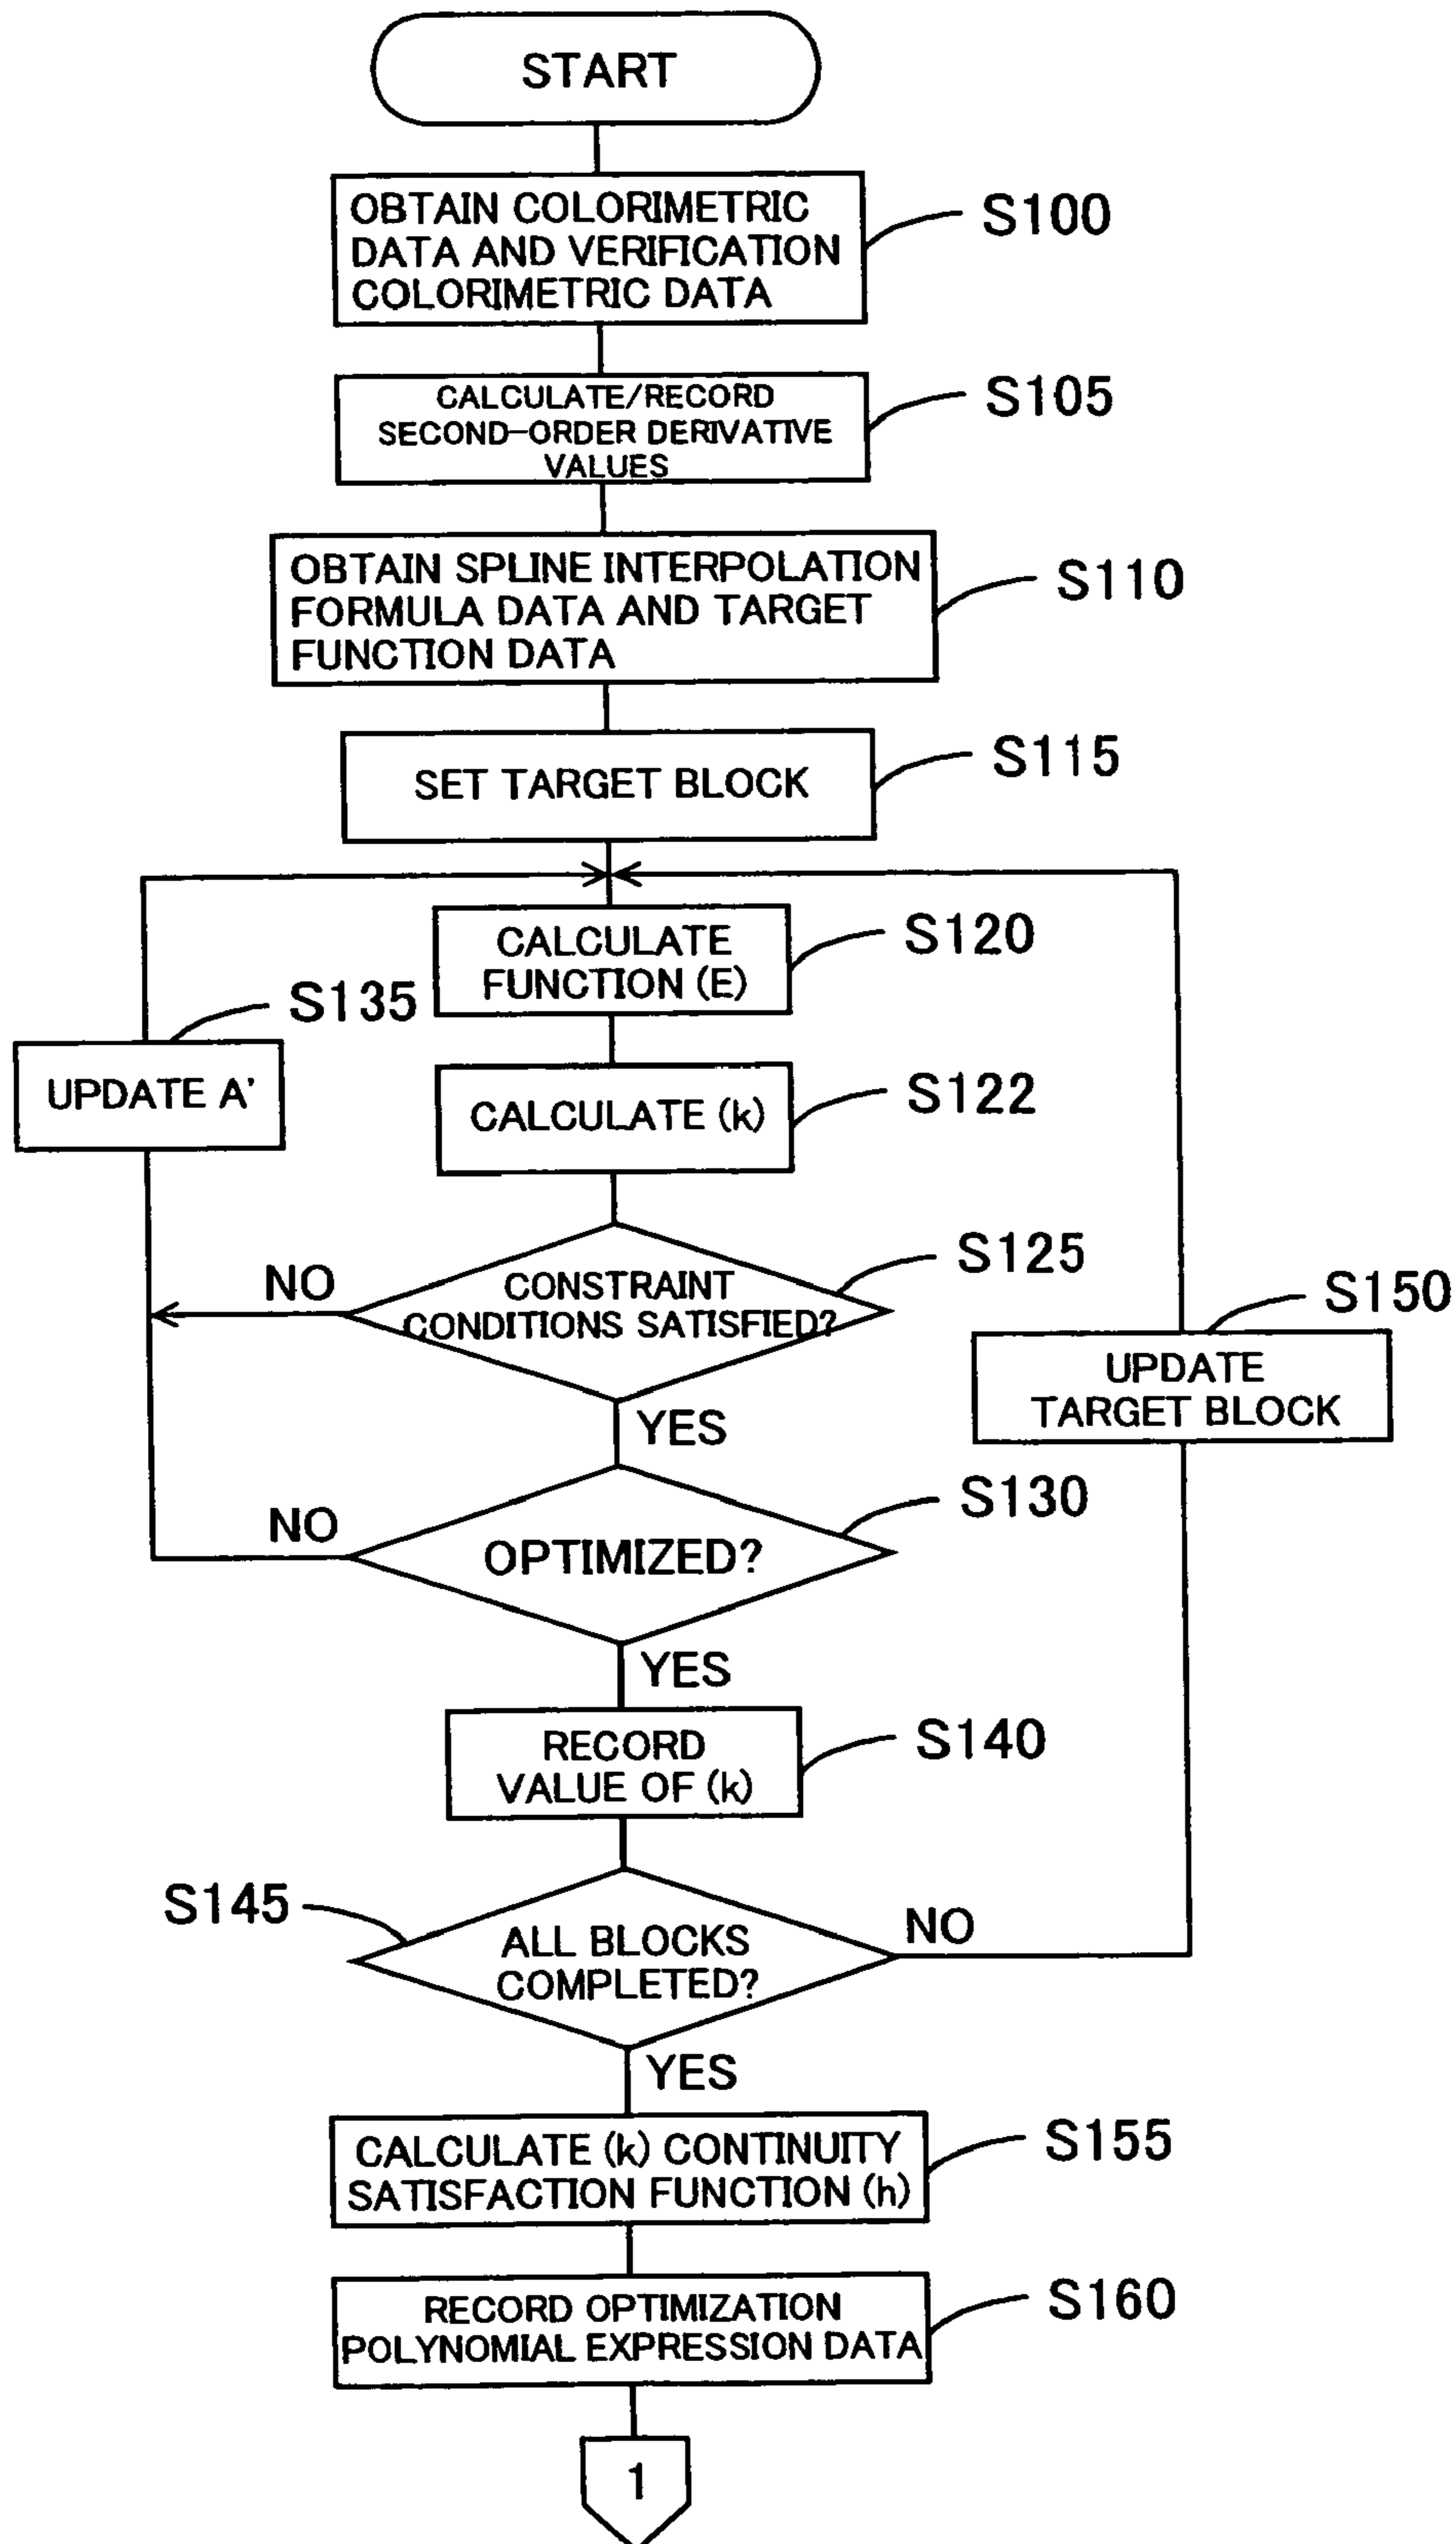 START
OBTAIN COLORIMETRIC
DATA AND VERIFICATION
COLORIMETRIC DATA
S100
CALCULATE/RECORD
SECOND-ORDER DERIVATIVE
VALUES
S105
OBTAIN SPLINE INTERPOLATION
FORMULA DATA AND TARGET
FUNCTION DATA
S110
SET TARGET BLOCK
S115
CALCULATE
FUNCTION (E)
S120
S135
UPDATE A'
CALCULATE (k)
S122
CONSTRAINT
CONDITIONS SATISFIED?
S125
NO
YES
S150
UPDATE
TARGET BLOCK
OPTIMIZED?
S130
NO
YES
RECORD
VALUE OF (k)
S140
S145
ALL BLOCKS
COMPLETED?
NO
YES
CALCULATE (k) CONTINUITY
SATISFACTION FUNCTION (h)
S155
RECORD OPTIMIZATION
POLYNOMIAL EXPRESSION DATA
S160
1